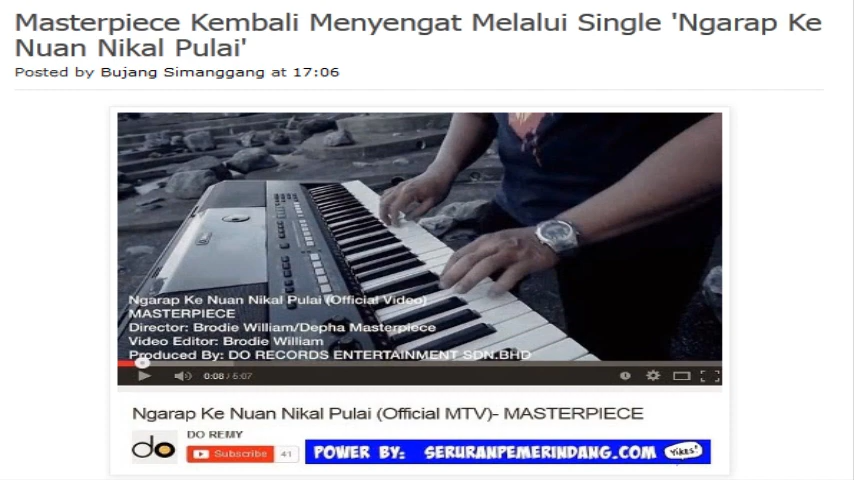 Masterpiece Kembali Menyengat Melalui Single 'Ngarap Ke
Nuan Nikal Pulai'
Posted by Bujang Simanggang at 17:06
Ngarap Ke Nuan Nikal Pulai (Official Video)
MASTERPIECE
Director: Brodie William/Depha Masterpiece
Video Editor: Brodie William
Produced By: DO RECORDS ENTERTAINMENT SDN.BHD
0:08 / 5:07
Ngarap Ke Nuan Nikal Pulai (Official MTV)- MASTERPIECE
do
DO REMY
Subscribe 41
POWER BY: SERURANPEMERINDANG.COM Yikes!